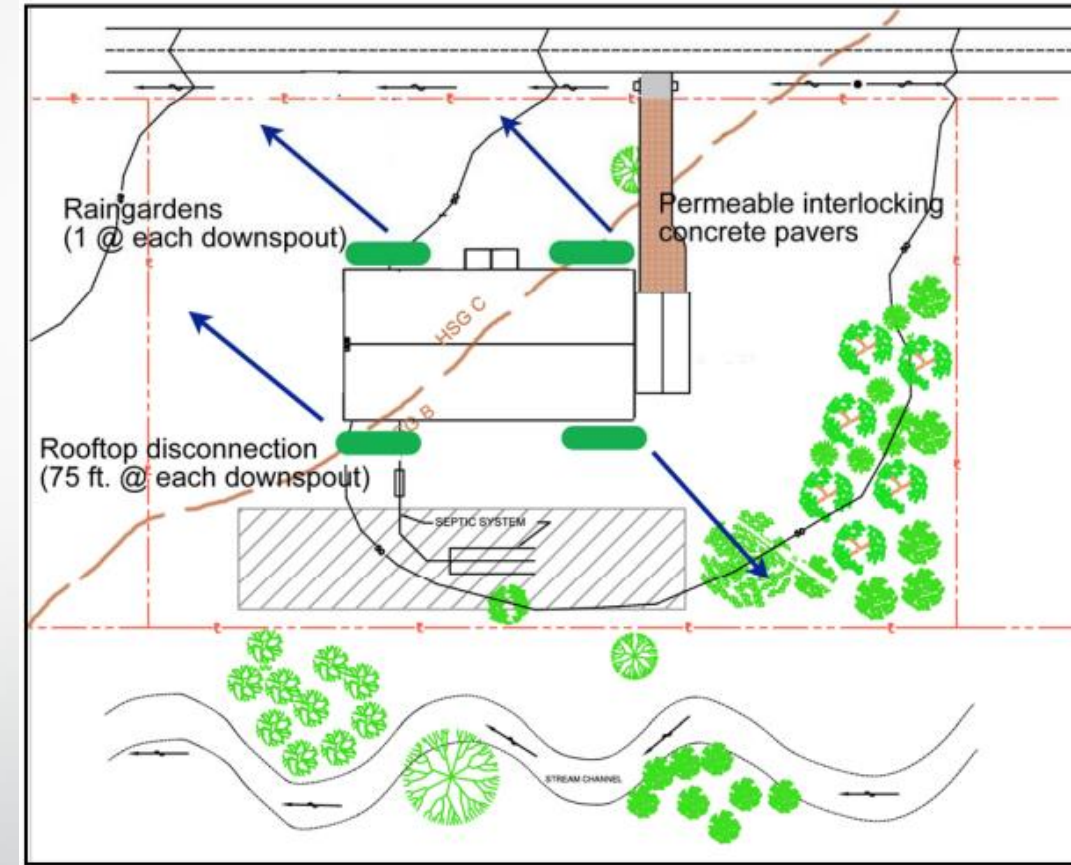 Raingardens
(1 @ each downspout)
Permeable interlocking
concrete pavers
HSG C
B
Rooftop disconnection
(75 ft. @ each downspout)
SEPTIC SYSTEM
STREAM CHANNEL